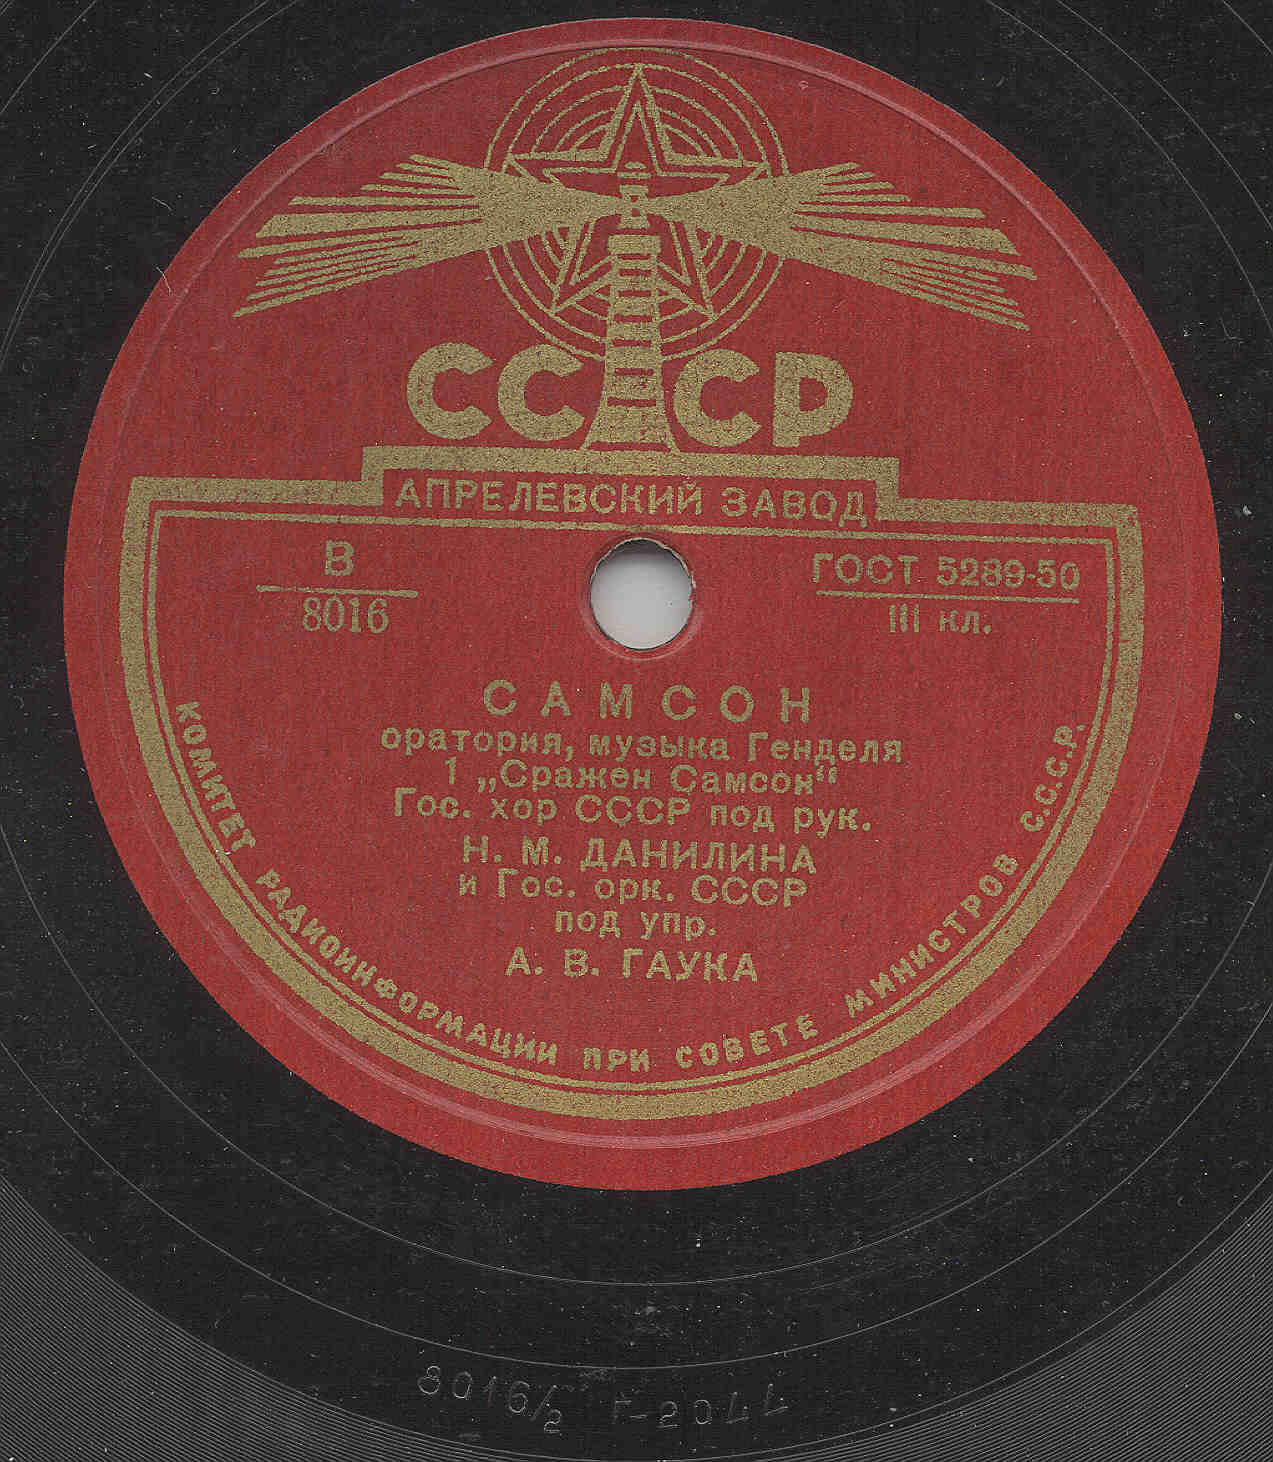 СССР
АПРЕЛЕВСКИЙ ЗАВОД
В
8016
ГОСТ 5289-50
III кл.
САМСОН
оратория, музыка Генделя
1 „Сражен Самсон“
Гос. хор СССР под рук.
Н. М. ДАНИЛИНА
и Гос. орк. СССР
под упр.
А. В. ГАУКА
КОМИТЕТ РАДИОИНФОРМАЦИИ ПРИ СОВЕТЕ МИНИСТРОВ С.С.С.Р.
8016/2 Г-2044